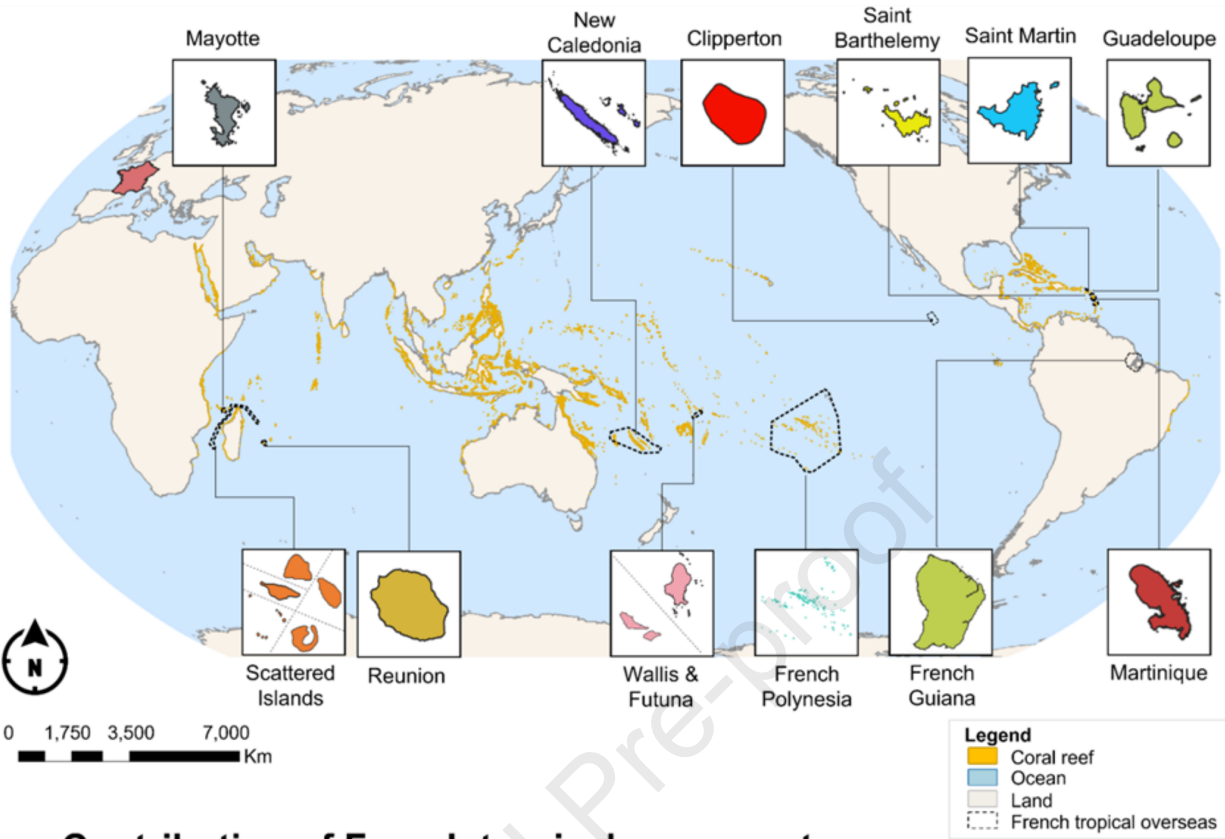 Mayotte
New
Caledonia
Clipperton
Saint
Barthelemy
Saint Martin
Guadeloupe
Scattered
Islands
Reunion
Wallis &
Futuna
French
Polynesia
French
Guiana
Martinique
N
0 1,750 3,500 7,000
Km
Legend
Coral reef
Ocean
Land
French tropical overseas
Pre-proof